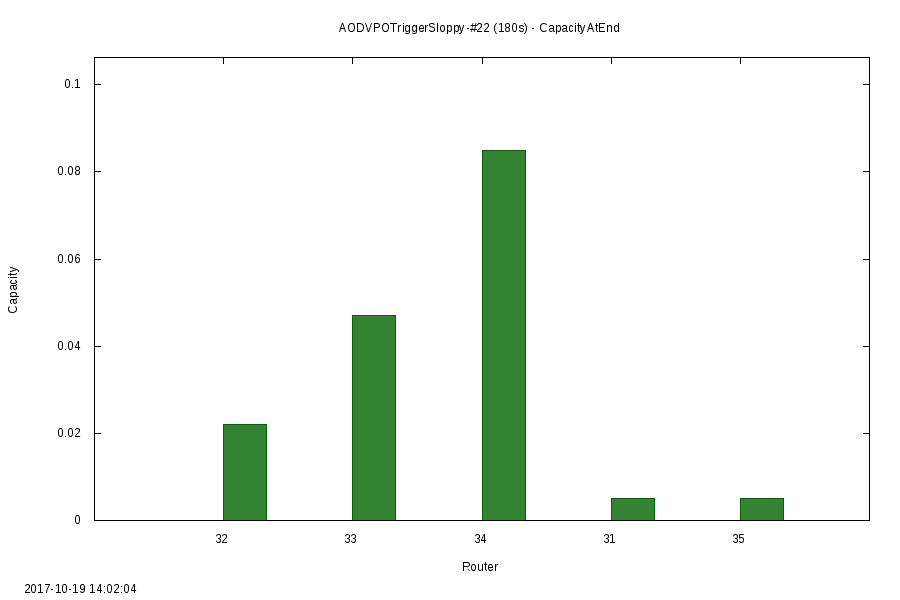 AODVPOTriggerSloppy-#22 (180s) - CapacityAtEnd
0.1
0.08
0.06
0.04
0.02
0
Capacity
32 33 34 31 35
Router
2017-10-19 14:02:04